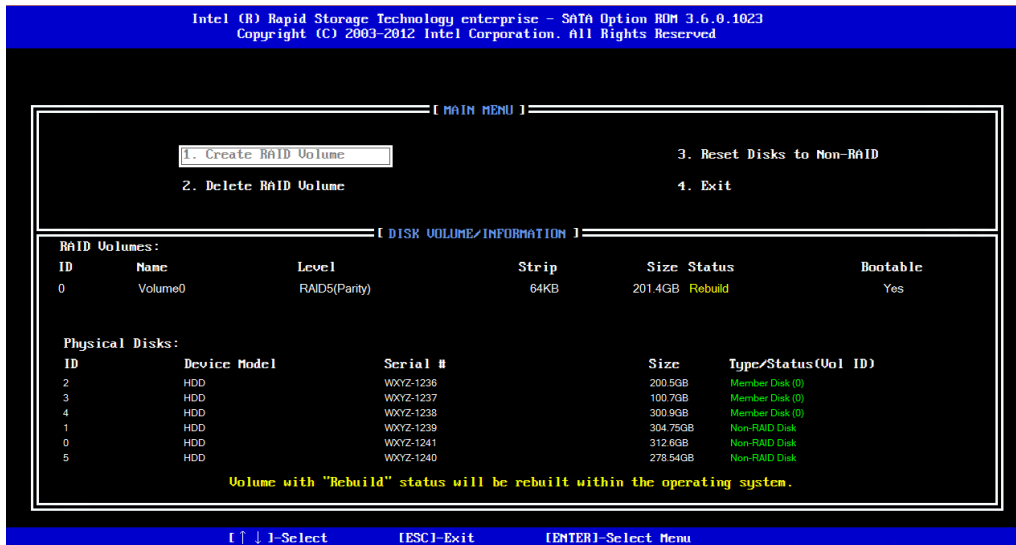 Intel (R) Rapid Storage Technology enterprise - SATA Option ROM 3.6.0.1023
Copyright (C) 2003-2012 Intel Corporation. All Rights Reserved
[ MAIN MENU ]
1. Create RAID Volume 3. Reset Disks to Non-RAID
2. Delete RAID Volume 4. Exit
[ DISK VOLUME/INFORMATION ]
RAID Volumes:
ID Name Level Strip Size Status Bootable
0 Volume0 RAID5(Parity) 64KB 201.4GB Rebuild Yes
Physical Disks:
ID Device Model Serial # Size Type/Status(Vol ID)
2 HDD WXYZ-1236 200.5GB Member Disk (0)
3 HDD WXYZ-1237 100.7GB Member Disk (0)
4 HDD WXYZ-1238 300.9GB Member Disk (0)
1 HDD WXYZ-1239 304.75GB Non-RAID Disk
0 HDD WXYZ-1241 312.6GB Non-RAID Disk
5 HDD WXYZ-1240 278.54GB Non-RAID Disk
Volume with "Rebuild" status will be rebuilt within the operating system.
[↑↓]-Select [ESC]-Exit [ENTER]-Select Menu